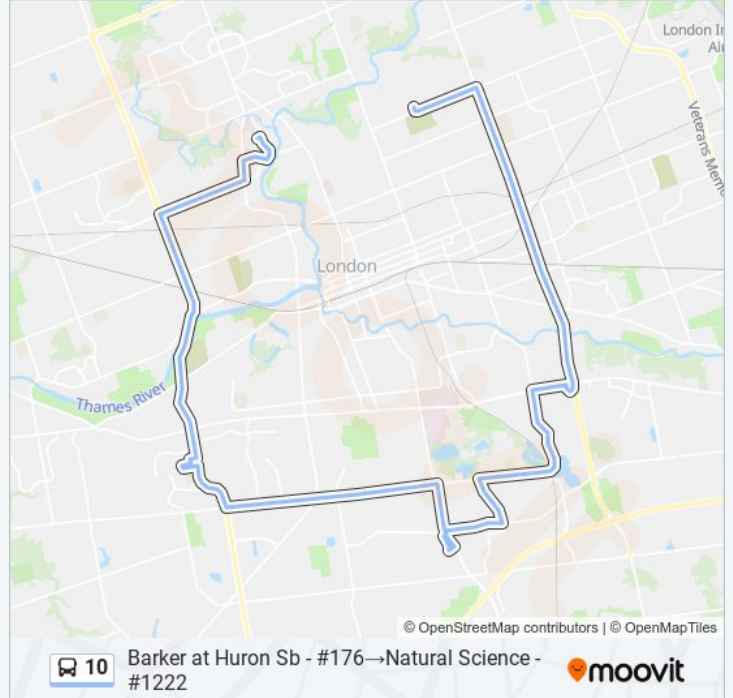 London In
Air
Veterans Memo
London
Thames River
© OpenStreetMap contributors | © OpenMapTiles
10
Barker at Huron Sb - #176→Natural Science -
#1222
moovit